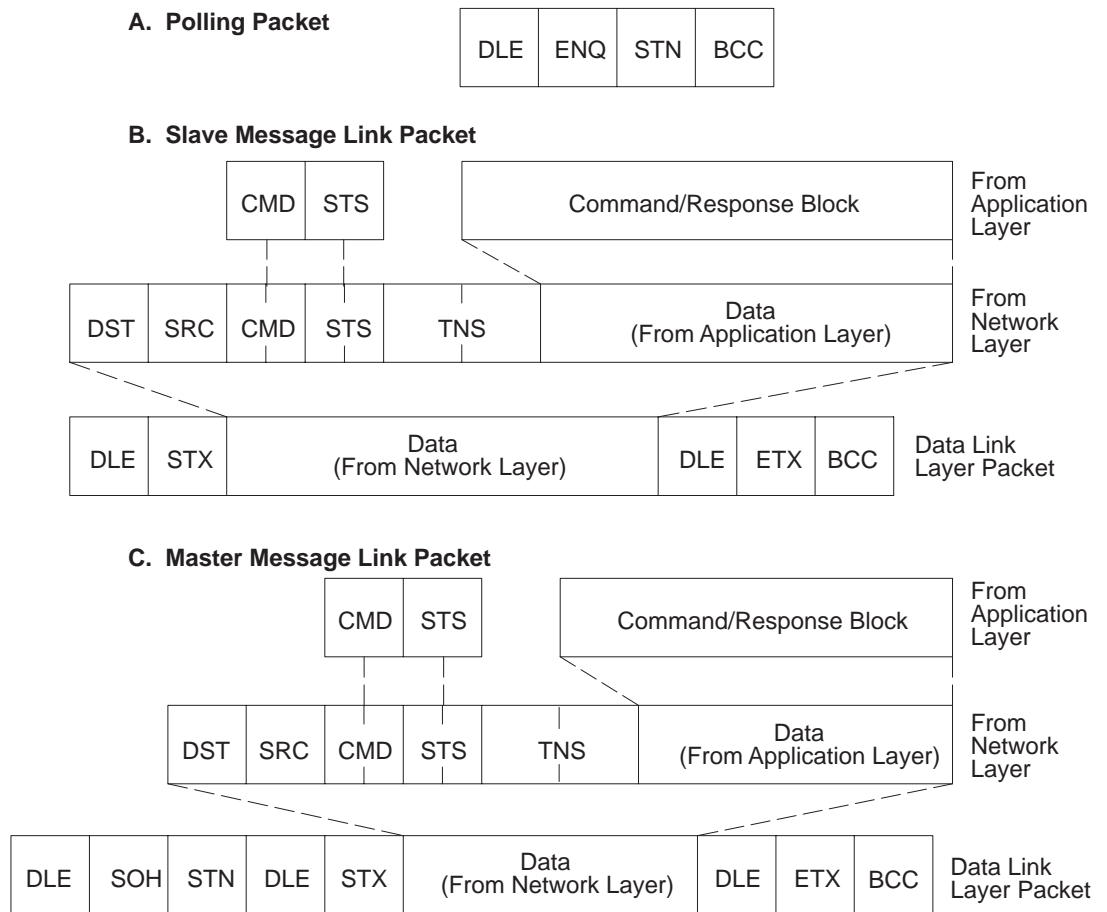 A. Polling Packet
DLE ENQ STN BCC
B. Slave Message Link Packet
CMD STS Command/Response Block
From
Application
Layer
DST SRC CMD STS TNS
Data
(From Application Layer)
From
Network
Layer
DLE STX
Data
(From Network Layer)
DLE ETX BCC
Data Link
Layer Packet
C. Master Message Link Packet
CMD STS Command/Response Block
From
Application
Layer
DST SRC CMD STS TNS
Data
(From Application Layer)
From
Network
Layer
DLE SOH STN DLE STX
Data
(From Network Layer)
DLE ETX BCC
Data Link
Layer Packet